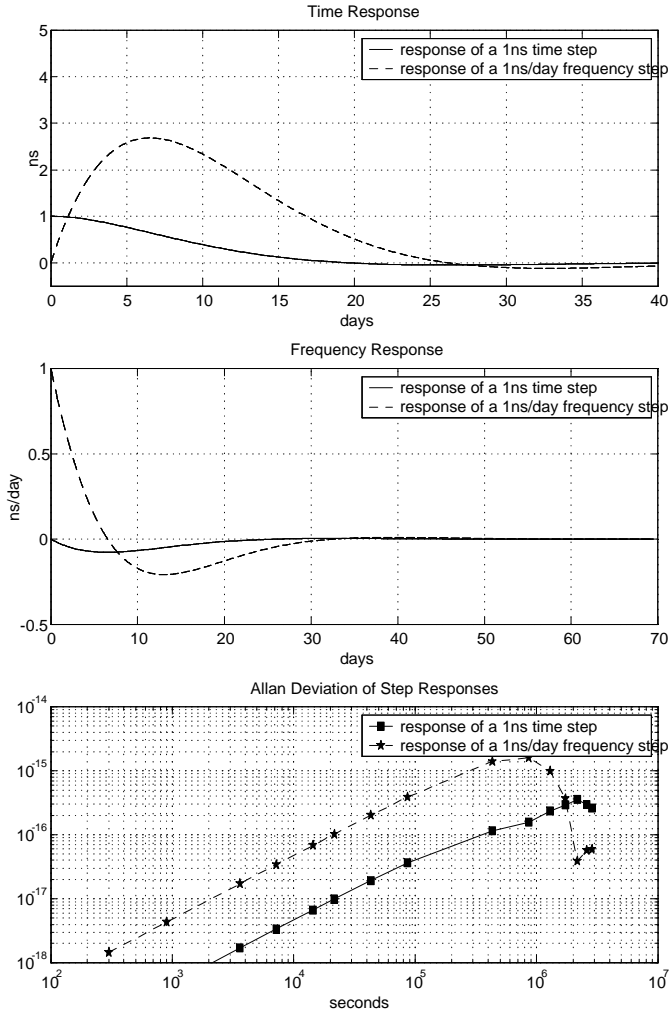 Time Response
5
4
3
2
1
0
ns
response of a 1ns time step
response of a 1ns/day frequency step
0 5 10 15 20 25 30 35 40
days
Frequency Response
1
0.5
0
-0.5
ns/day
response of a 1ns time step
response of a 1ns/day frequency step
0 10 20 30 40 50 60 70
days
Allan Deviation of Step Responses
10^14
10^15
10^16
10^17
10^18
response of a 1ns time step
response of a 1ns/day frequency step
10^2 10^3 10^4 10^5 10^6 10^7
seconds